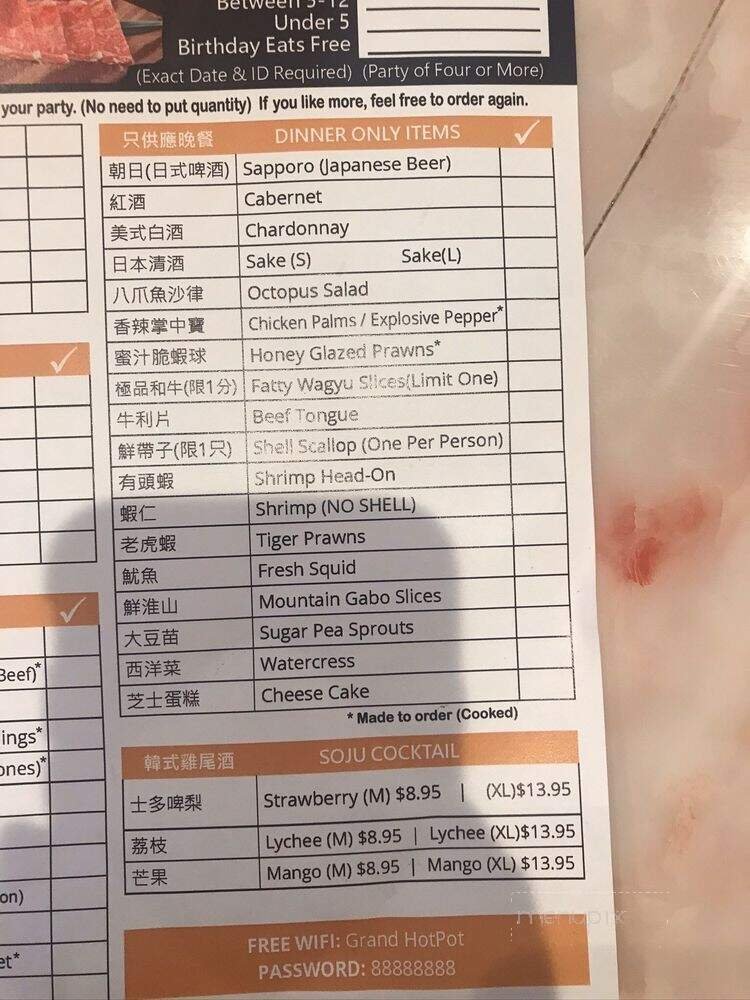 Between 5-12
Under 5
Birthday Eats Free
(Exact Date & ID Required) (Party of Four or More)
your party. (No need to put quantity) If you like more, feel free to order again.
只供應晚餐 DINNER ONLY ITEMS ✓
朝日(日式啤酒) Sapporo (Japanese Beer)
紅酒 Cabernet
美式白酒 Chardonnay
日本清酒 Sake (S) Sake(L)
八爪魚沙律 Octopus Salad
香辣掌中寶 Chicken Palms / Explosive Pepper*
蜜汁脆蝦球 Honey Glazed Prawns*
極品和牛(限1分) Fatty Wagyu Slices(Limit One)
牛利片 Beef Tongue
鮮帶子(限1只) Shell Scallop (One Per Person)
有頭蝦 Shrimp Head-On
蝦仁 Shrimp (NO SHELL)
老虎蝦 Tiger Prawns
魷魚 Fresh Squid
鮮淮山 Mountain Gabo Slices
大豆苗 Sugar Pea Sprouts
西洋菜 Watercress
芝士蛋糕 Cheese Cake
* Made to order (Cooked)
韓式雞尾酒 SOJU COCKTAIL
士多啤梨 Strawberry (M) $8.95 | (XL)$13.95
荔枝 Lychee (M) $8.95 | Lychee (XL)$13.95
芒果 Mango (M) $8.95 | Mango (XL) $13.95
FREE WIFI: Grand HotPot
PASSWORD: 88888888
✓
✓
Beef)*
ings*
ones)*
on)
et*
menupix